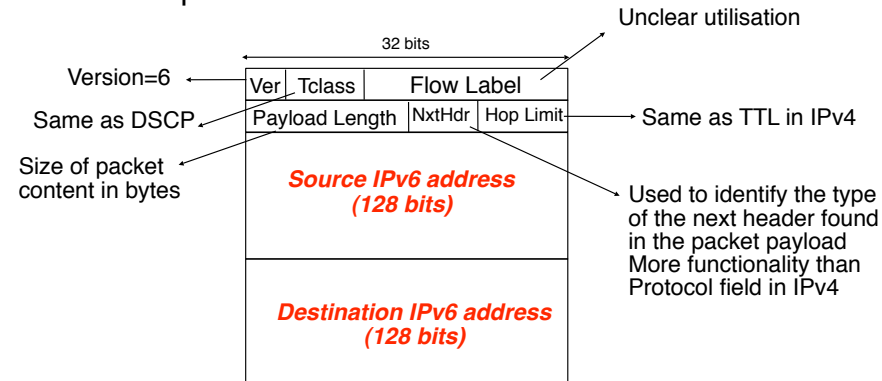 Unclear utilisation
32 bits
Version=6
Ver Tclass Flow Label
Same as DSCP
Payload Length NxtHdr Hop Limit
Same as TTL in IPv4
Size of packet
content in bytes
Source IPv6 address
(128 bits)
Used to identify the type
of the next header found
in the packet payload
More functionality than
Protocol field in IPv4
Destination IPv6 address
(128 bits)